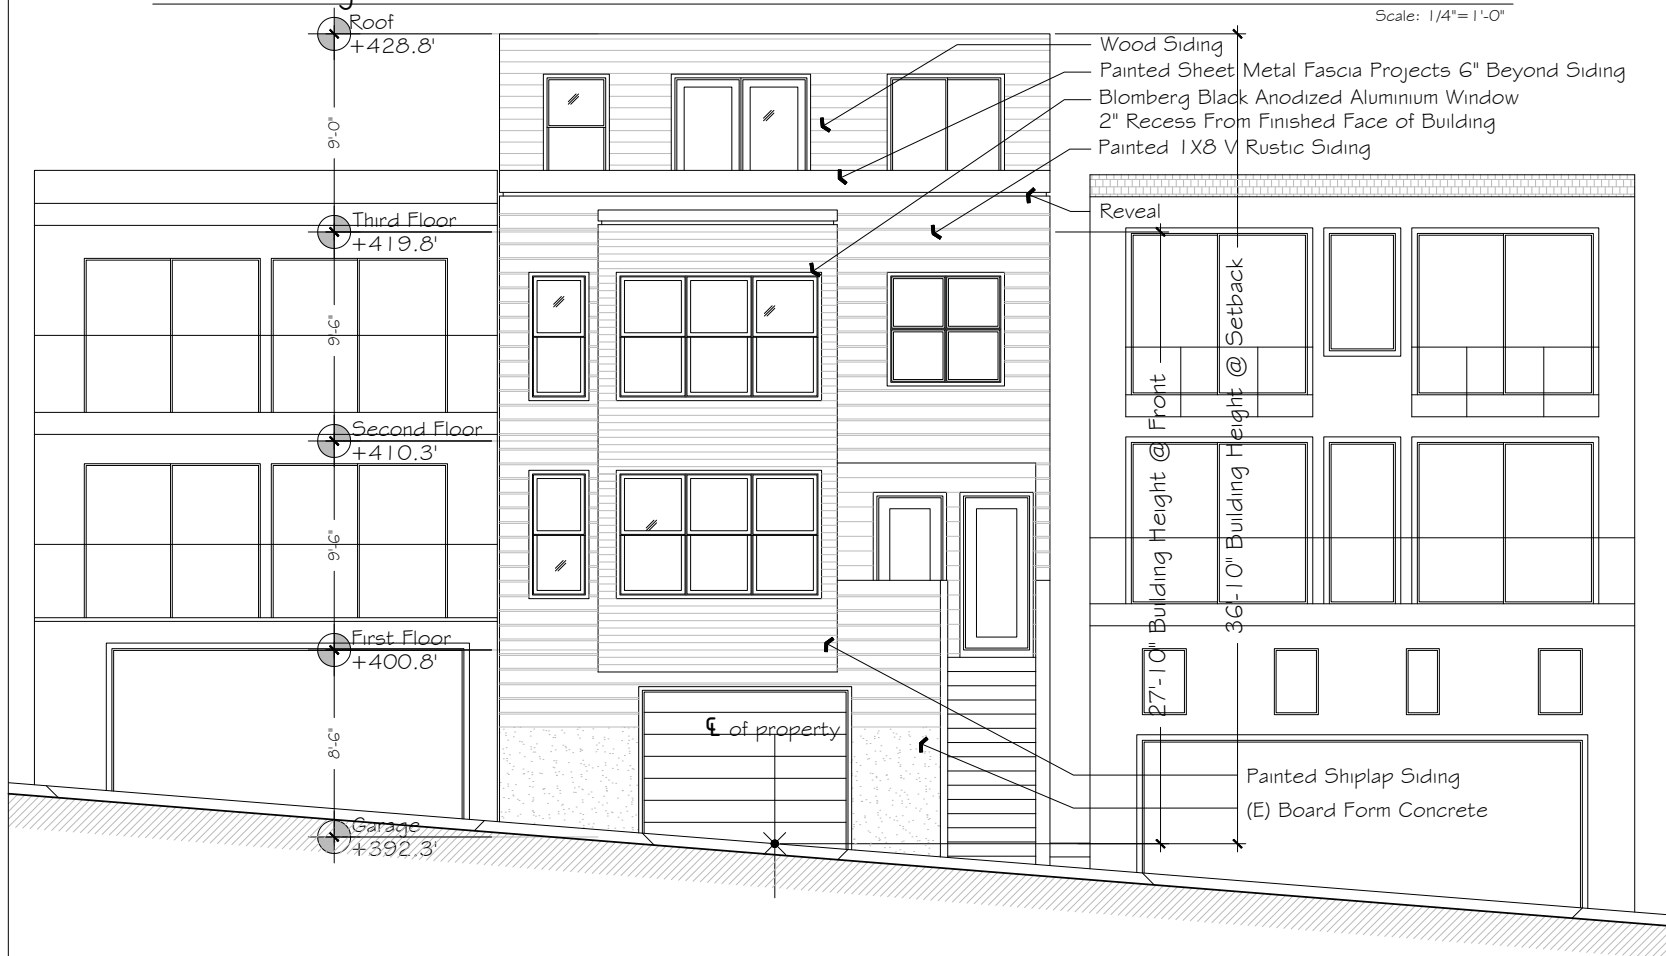 Scale: 1/4"=1'-0"
Roof
+428.8'
Wood Siding
Painted Sheet Metal Fascia Projects 6" Beyond Siding
Blomberg Black Anodized Aluminium Window
2" Recess From Finished Face of Building
Painted 1X8 V Rustic Siding
9'-0"
Reveal
Third Floor
+419.8'
9'-6"
Second Floor
+410.3'
9'-6"
27'-10" Building Height @ Front
36'-10" Building Height @ Setback
First Floor
+400.8'
8'-6"
℄ of property
Painted Shiplap Siding
(E) Board Form Concrete
Garage
+392.3'